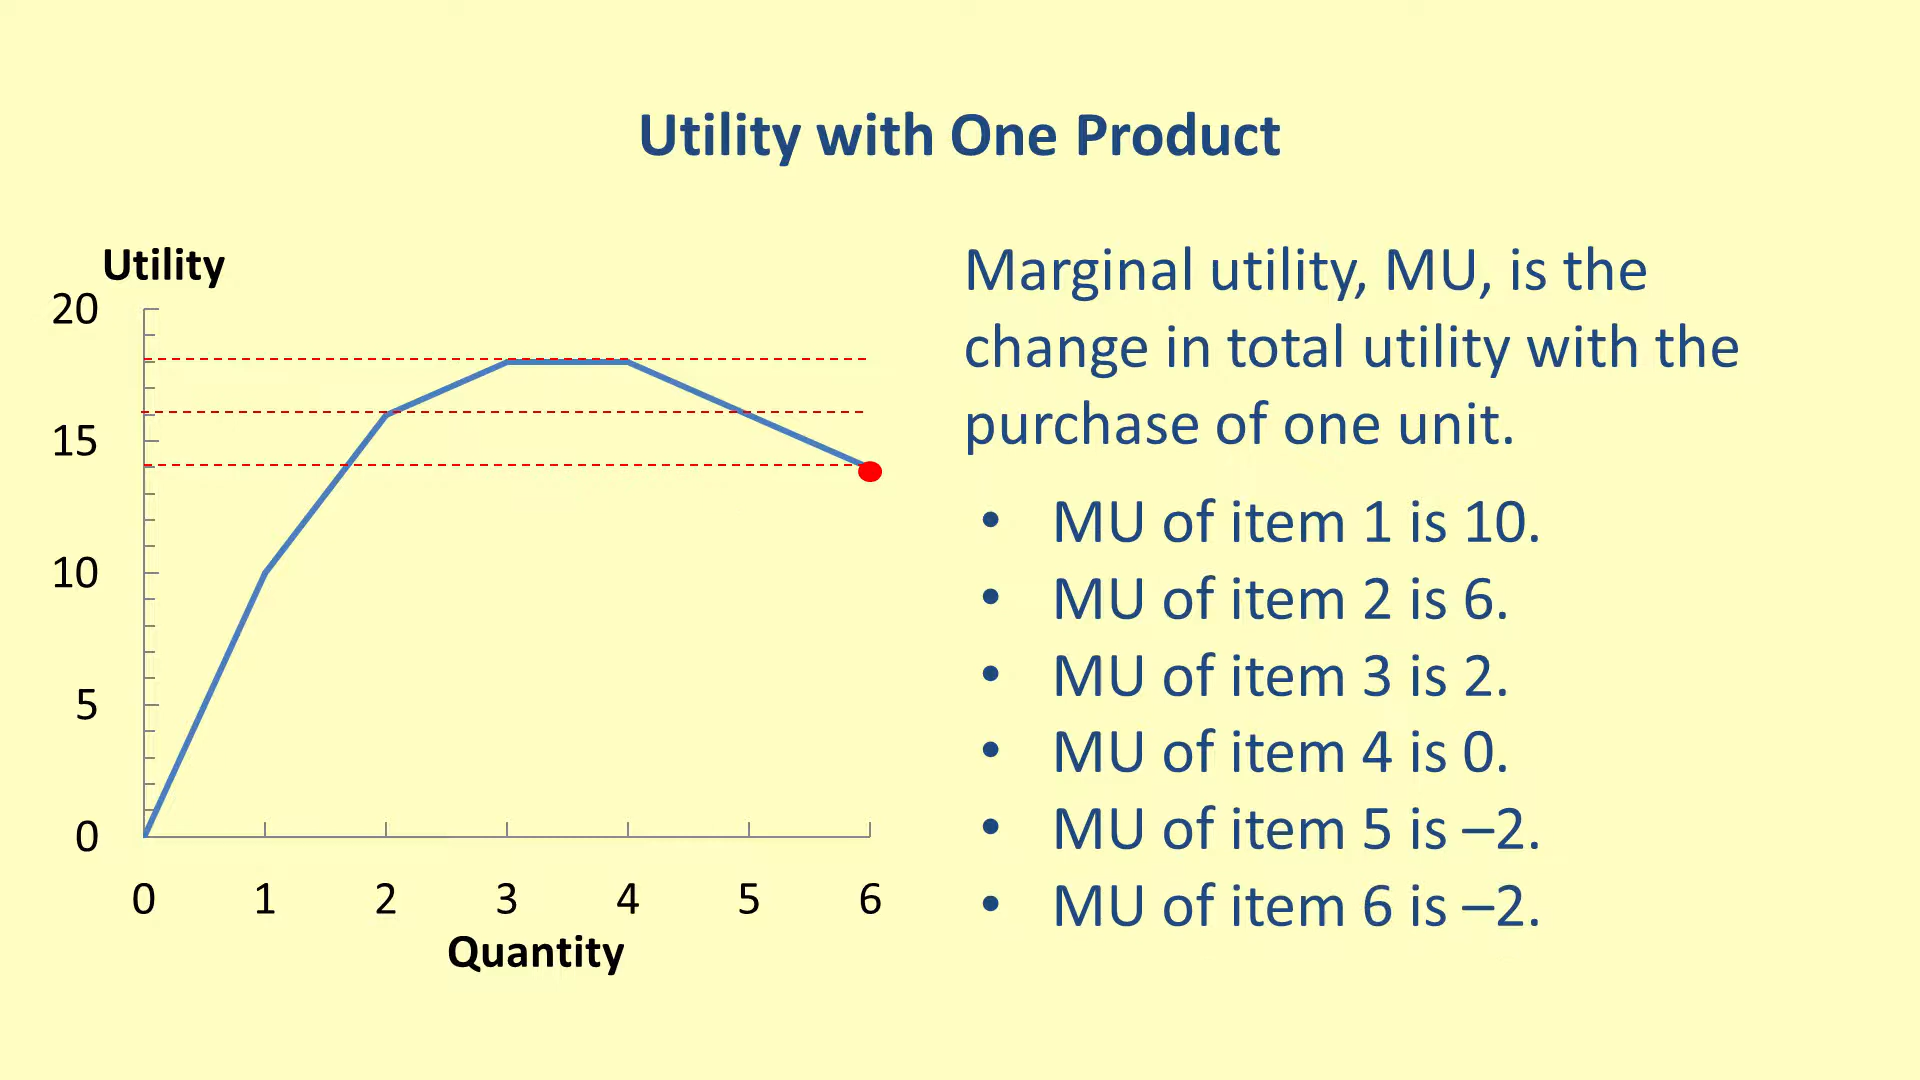 Utility with One Product
Utility
20
15
10
5
0
0 1 2 3 4 5 6
Quantity
Marginal utility, MU, is the
change in total utility with the
purchase of one unit.
• MU of item 1 is 10.
• MU of item 2 is 6.
• MU of item 3 is 2.
• MU of item 4 is 0.
• MU of item 5 is –2.
• MU of item 6 is –2.